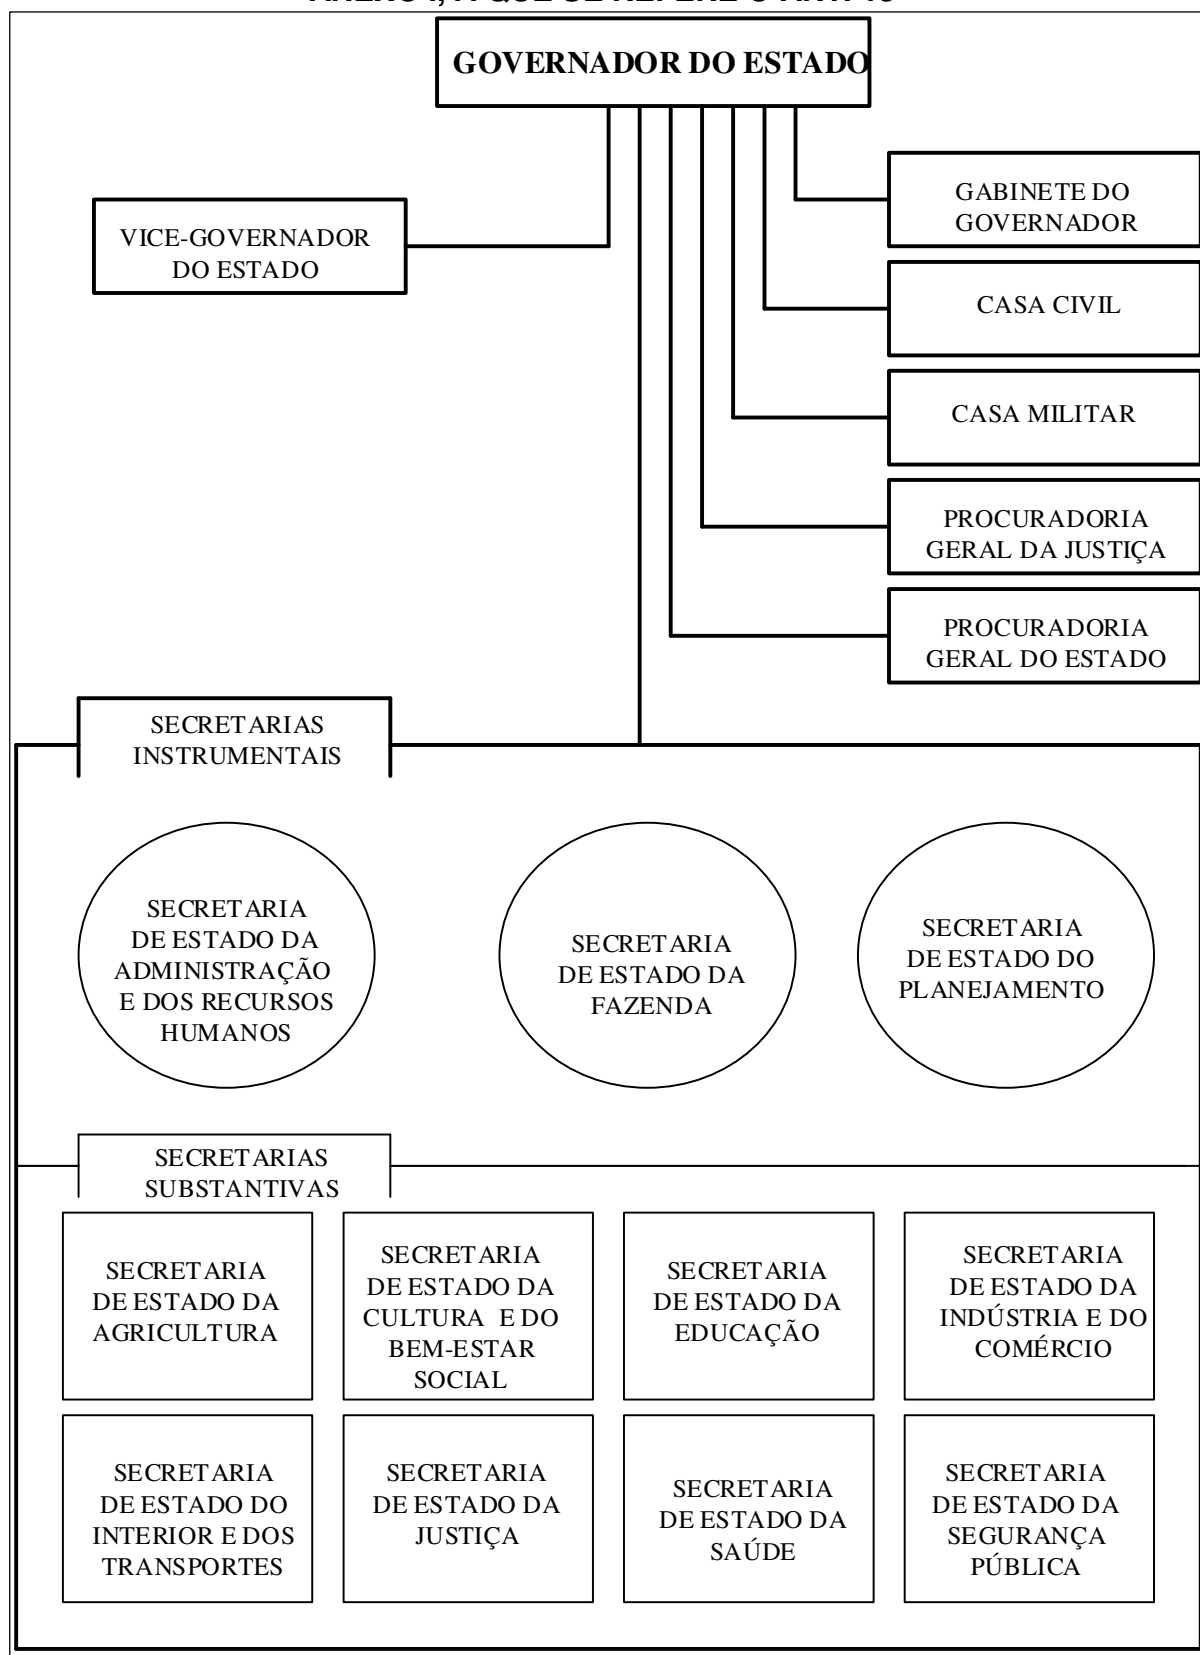 GOVERNADOR DO ESTADO
GABINETE DO
GOVERNADOR
VICE-GOVERNADOR
DO ESTADO
CASA CIVIL
CASA MILITAR
PROCURADORIA
GERAL DA JUSTIÇA
PROCURADORIA
GERAL DO ESTADO
SECRETARIAS
INSTRUMENTAIS
SECRETARIA
DE ESTADO DA
ADMINISTRAÇÃO
E DOS RECURSOS
HUMANOS
SECRETARIA
DE ESTADO DA
FAZENDA
SECRETARIA
DE ESTADO DO
PLANEJAMENTO
SECRETARIAS
SUBSTANTIVAS
SECRETARIA
DE ESTADO DA
AGRICULTURA
SECRETARIA
DE ESTADO DA
CULTURA E DO
BEM-ESTAR
SOCIAL
SECRETARIA
DE ESTADO DA
EDUCAÇÃO
SECRETARIA
DE ESTADO DA
INDÚSTRIA E DO
COMÉRCIO
SECRETARIA
DE ESTADO DO
INTERIOR E DOS
TRANSPORTES
SECRETARIA
DE ESTADO DA
JUSTIÇA
SECRETARIA
DE ESTADO DA
SAÚDE
SECRETARIA
DE ESTADO DA
SEGURANÇA
PÚBLICA